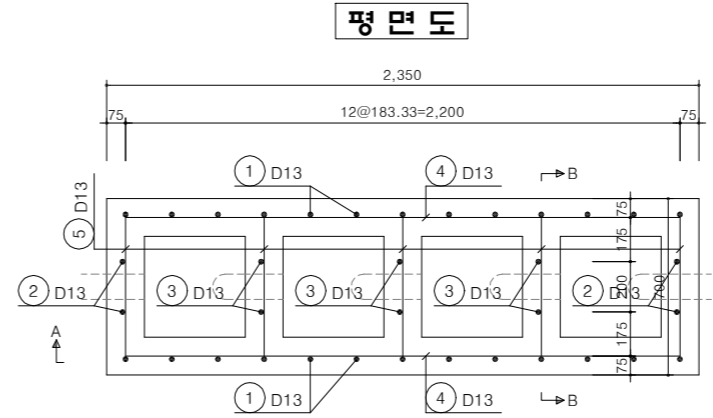 평 면 도
2,350
75 12@183.33=2,200 75
1 D13 4 D13 B
5 D13
75
175
200
175
75
700
2 D13 3 D13 3 D13 3 D13 2 D13
A
1 D13 4 D13 B